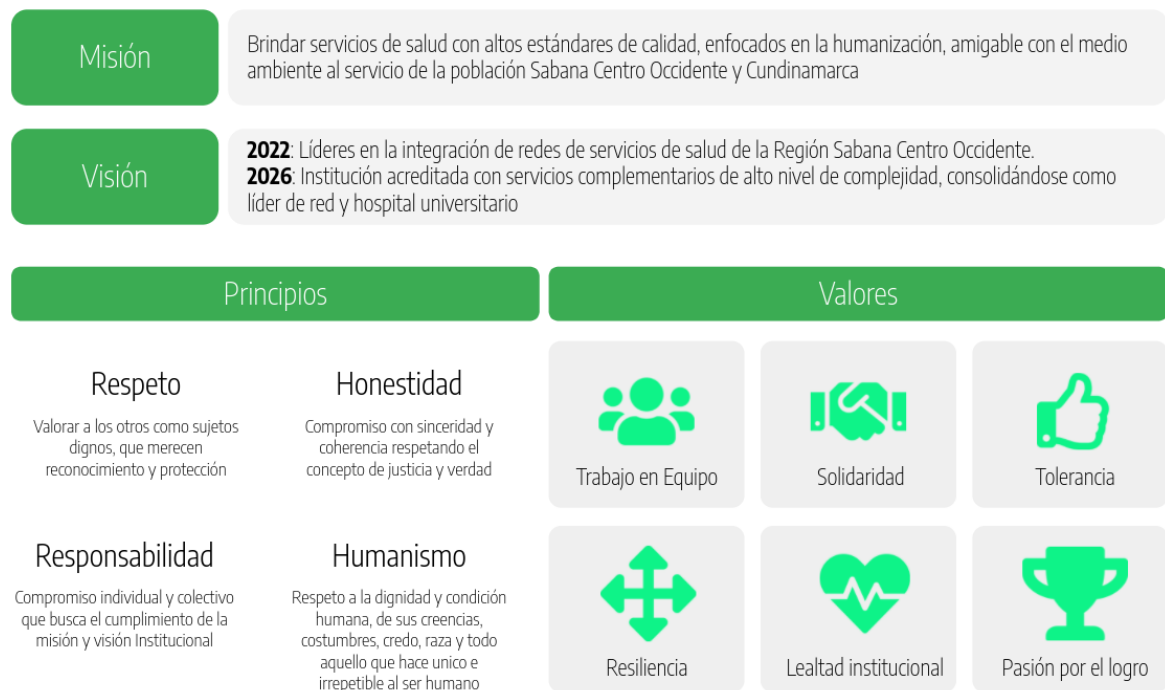 Misión
Brindar servicios de salud con altos estándares de calidad, enfocados en la humanización, amigable con el medio
ambiente al servicio de la población Sabana Centro Occidente y Cundinamarca
Visión
2022: Líderes en la integración de redes de servicios de salud de la Región Sabana Centro Occidente.
2026: Institución acreditada con servicios complementarios de alto nivel de complejidad, consolidándose como
líder de red y hospital universitario
Principios
Respeto
Valorar a los otros como sujetos
dignos, que merecen
reconocimiento y protección
Honestidad
Compromiso con sinceridad y
coherencia respetando el
concepto de justicia y verdad
Responsabilidad
Compromiso individual y colectivo
que busca el cumplimiento de la
misión y visión Institucional
Humanismo
Respeto a la dignidad y condición
humana, de sus creencias,
costumbres, credo, raza y todo
aquello que hace unico e
irrepetible al ser humano
Valores
Trabajo en Equipo
Solidaridad
Tolerancia
Resiliencia
Lealtad institucional
Pasión por el logro